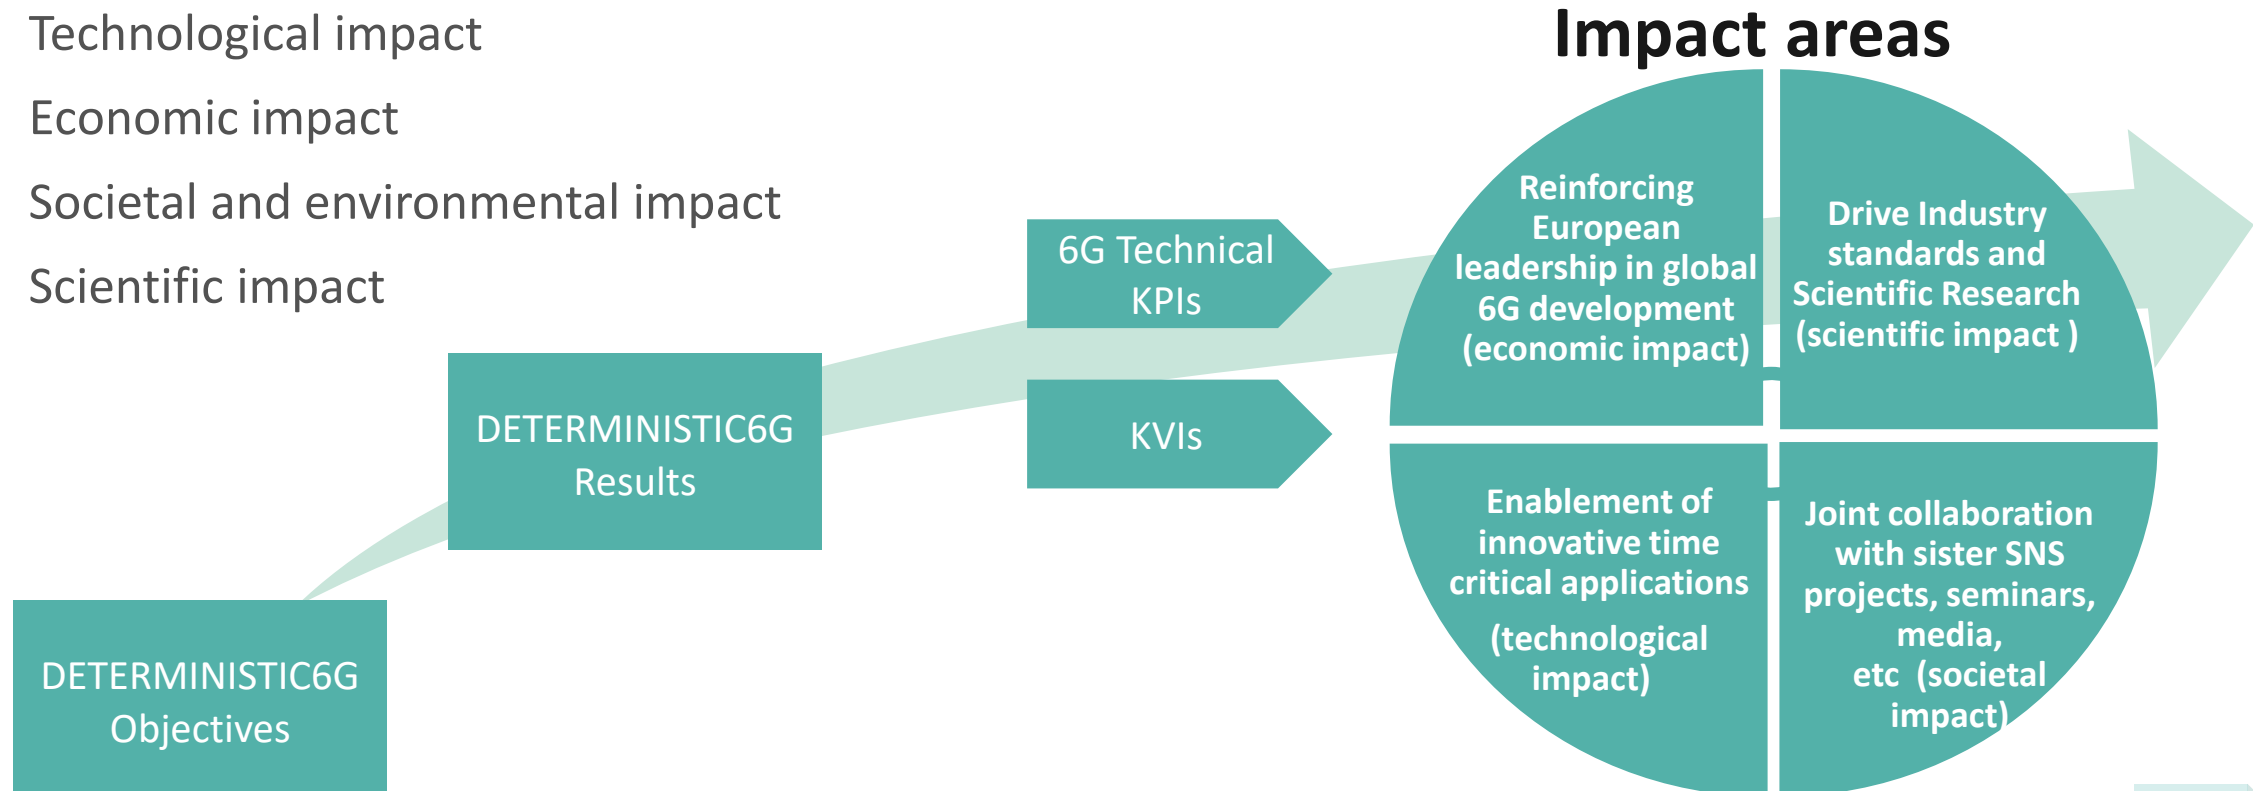 Technological impact
Economic impact
Societal and environmental impact
Scientific impact
Impact areas
DETERMINISTIC6G
Objectives
DETERMINISTIC6G
Results
6G Technical
KPIs
KVIs
Reinforcing
European
leadership in global
6G development
(economic impact)
Drive Industry
standards and
Scientific Research
(scientific impact )
Enablement of
innovative time
critical applications
(technological
impact)
Joint collaboration
with sister SNS
projects, seminars,
media,
etc  (societal
impact)